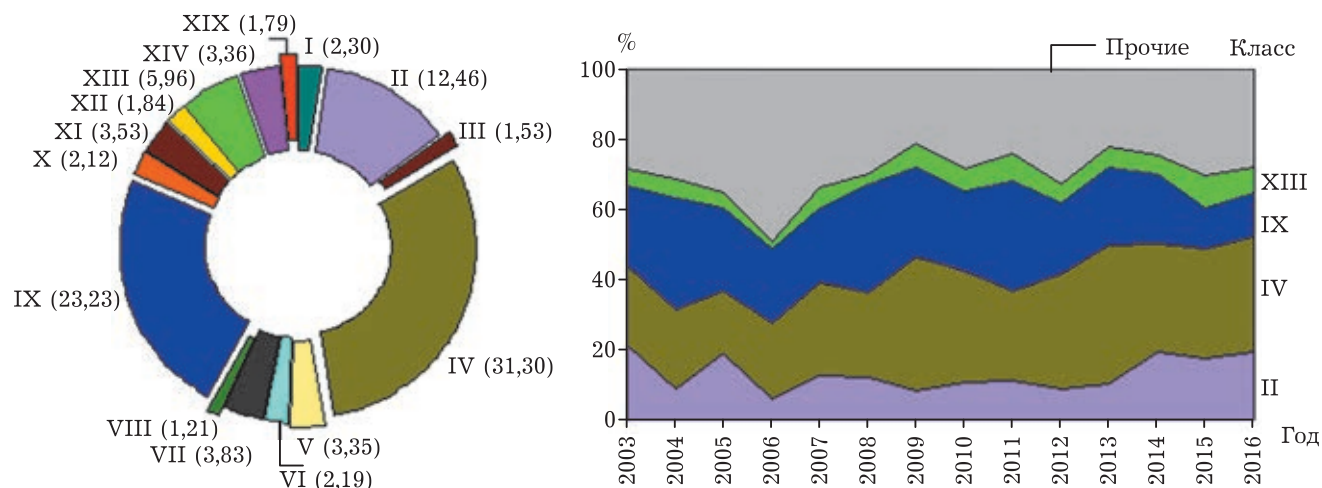 XIX (1,79)
I (2,30)
XIV (3,36)
II (12,46)
XIII (5,96)
XII (1,84)
III (1,53)
XI (3,53)
X (2,12)
IX (23,23)
IV (31,30)
VIII (1,21)
V (3,35)
VII (3,83)
VI (2,19)
%
Прочие Класс
100
80
60
40
20
0
XIII
IX
IV
II
2003 2004 2005 2006 2007 2008 2009 2010 2011 2012 2013 2014 2015 2016
Год